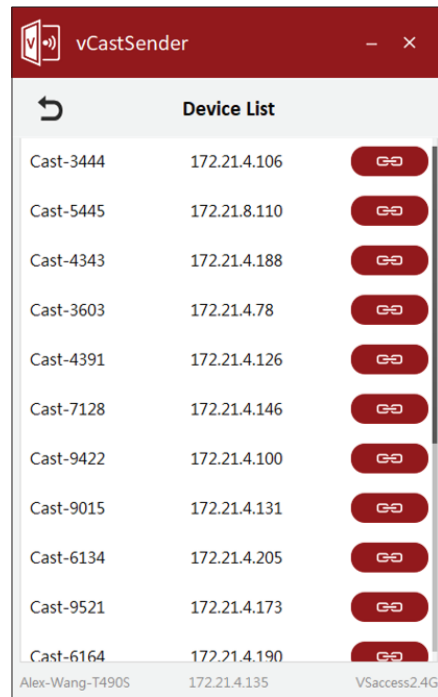 V
vCastSender
Device List
Cast-3444 172.21.4.106
Cast-5445 172.21.8.110
Cast-4343 172.21.4.188
Cast-3603 172.21.4.78
Cast-4391 172.21.4.126
Cast-7128 172.21.4.146
Cast-9422 172.21.4.100
Cast-9015 172.21.4.131
Cast-6134 172.21.4.205
Cast-9521 172.21.4.173
Cast-6164 172.21.4.190
Alex-Wang-T490S 172.21.4.135 VSaccess2.4G